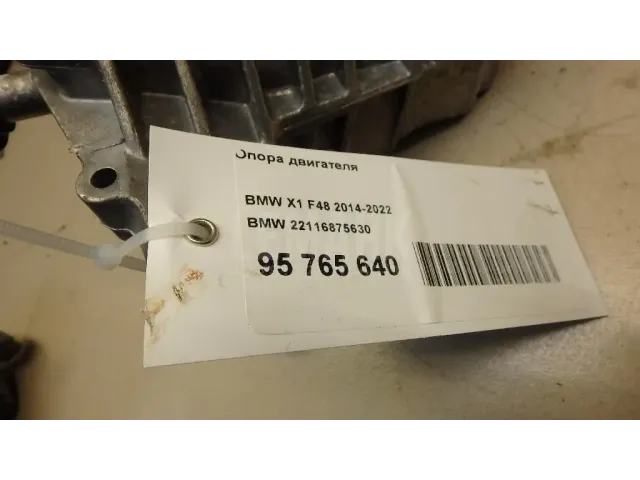 Опора двигателя
BMW X1 F48 2014-2022
BMW 22116875630
95 765 640